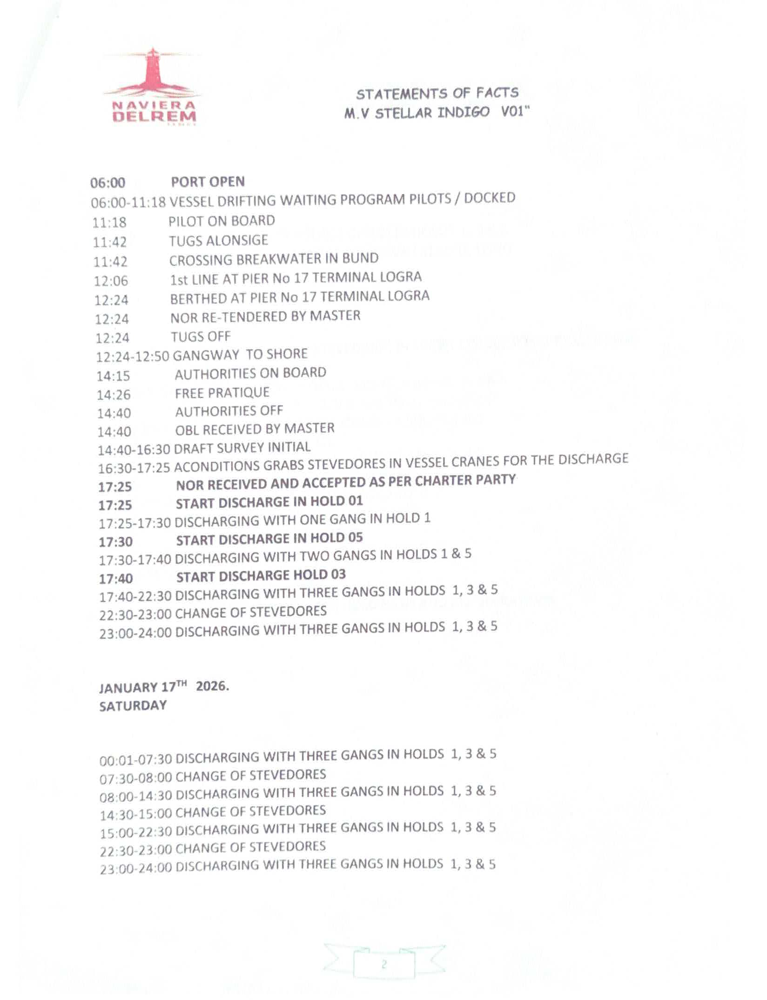 NAVIERA
DELREM
STATEMENTS OF FACTS
M.V STELLAR INDIGO V01"
06:00 PORT OPEN
06:00-11:18 VESSEL DRIFTING WAITING PROGRAM PILOTS / DOCKED
11:18 PILOT ON BOARD
11:42 TUGS ALONSIGE
11:42 CROSSING BREAKWATER IN BUND
12:06 1st LINE AT PIER No 17 TERMINAL LOGRA
12:24 BERTHED AT PIER No 17 TERMINAL LOGRA
12:24 NOR RE-TENDERED BY MASTER
12:24 TUGS OFF
12:24-12:50 GANGWAY TO SHORE
14:15 AUTHORITIES ON BOARD
14:26 FREE PRATIQUE
14:40 AUTHORITIES OFF
14:40 OBL RECEIVED BY MASTER
14:40-16:30 DRAFT SURVEY INITIAL
16:30-17:25 ACONDITIONS GRABS STEVEDORES IN VESSEL CRANES FOR THE DISCHARGE
17:25 NOR RECEIVED AND ACCEPTED AS PER CHARTER PARTY
17:25 START DISCHARGE IN HOLD 01
17:25-17:30 DISCHARGING WITH ONE GANG IN HOLD 1
17:30 START DISCHARGE IN HOLD 05
17:30-17:40 DISCHARGING WITH TWO GANGS IN HOLDS 1 & 5
17:40 START DISCHARGE HOLD 03
17:40-22:30 DISCHARGING WITH THREE GANGS IN HOLDS 1, 3 & 5
22:30-23:00 CHANGE OF STEVEDORES
23:00-24:00 DISCHARGING WITH THREE GANGS IN HOLDS 1, 3 & 5
JANUARY 17TH 2026.
SATURDAY
00:01-07:30 DISCHARGING WITH THREE GANGS IN HOLDS 1, 3 & 5
07:30-08:00 CHANGE OF STEVEDORES
08:00-14:30 DISCHARGING WITH THREE GANGS IN HOLDS 1, 3 & 5
14:30-15:00 CHANGE OF STEVEDORES
15:00-22:30 DISCHARGING WITH THREE GANGS IN HOLDS 1, 3 & 5
22:30-23:00 CHANGE OF STEVEDORES
23:00-24:00 DISCHARGING WITH THREE GANGS IN HOLDS 1, 3 & 5
2